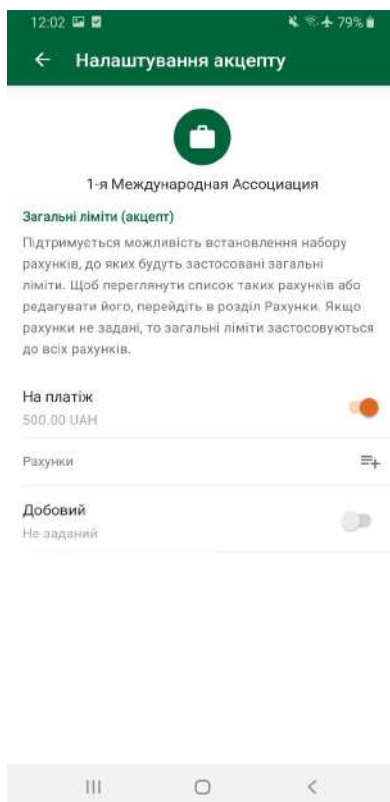 12:02 79%
Налаштування акцепту
1-я Международная Ассоциация
Загальні ліміти (акцепт)
Підтримується можливість встановлення набору
рахунків, до яких будуть застосовані загальні
ліміти. Щоб переглянути список таких рахунків або
редагувати його, перейдіть в розділ Рахунки. Якщо
рахунки не задані, то загальні ліміти застосовуються
до всіх рахунків.
На платіж
500.00 UAH
Рахунки
Добовий
Не заданий